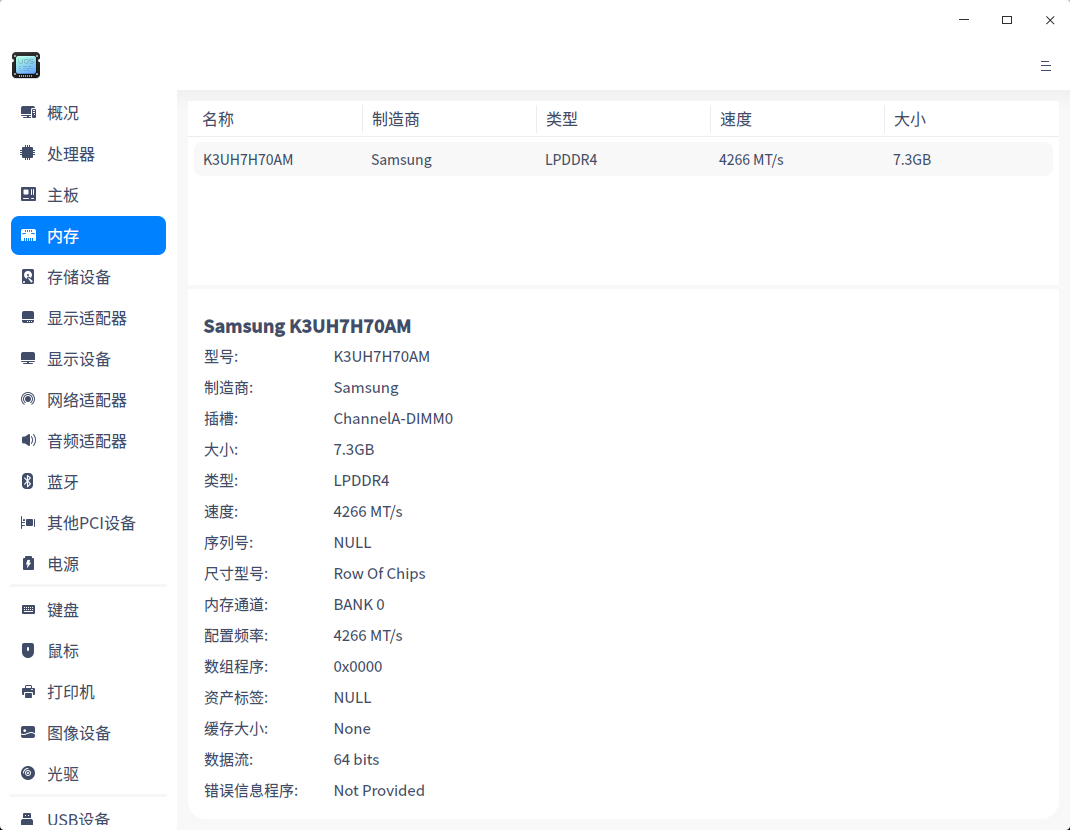 UOS
概况
处理器
主板
内存
存储设备
显示适配器
显示设备
网络适配器
音频适配器
蓝牙
其他PCI设备
电源
键盘
鼠标
打印机
图像设备
光驱
USB设备
名称 制造商 类型 速度 大小
K3UH7H70AM Samsung LPDDR4 4266 MT/s 7.3GB
Samsung K3UH7H70AM
型号: K3UH7H70AM
制造商: Samsung
插槽: ChannelA-DIMM0
大小: 7.3GB
类型: LPDDR4
速度: 4266 MT/s
序列号: NULL
尺寸型号: Row Of Chips
内存通道: BANK 0
配置频率: 4266 MT/s
数组程序: 0x0000
资产标签: NULL
缓存大小: None
数据流: 64 bits
错误信息程序: Not Provided